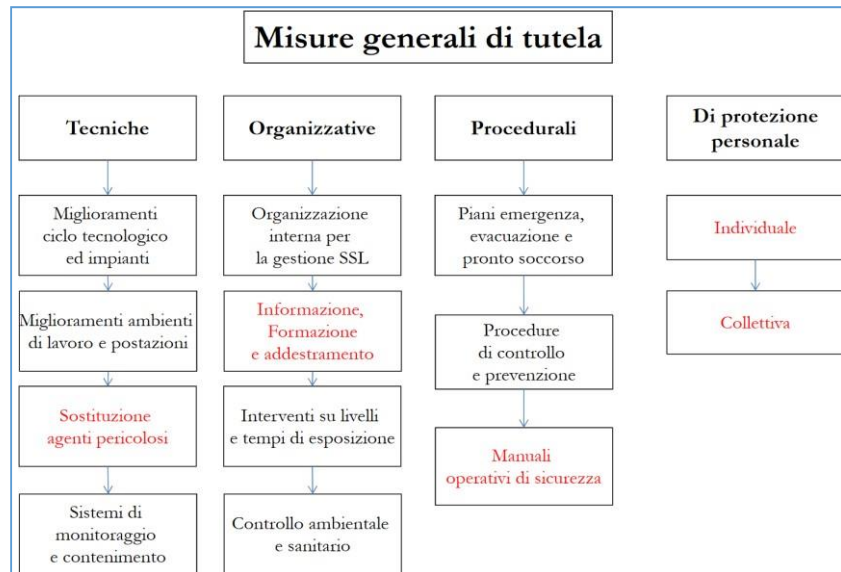 Misure generali di tutela
Tecniche
Miglioramenti
ciclo tecnologico
ed impianti
Miglioramenti ambienti
di lavoro e postazioni
Sostituzione
agenti pericolosi
Sistemi di
monitoraggio
e contenimento
Organizzative
Organizzazione
interna per
la gestione SSL
Informazione,
Formazione
e addestramento
Interventi su livelli
e tempi di esposizione
Controllo ambientale
e sanitario
Procedurali
Piani emergenza,
evacuazione e
pronto soccorso
Procedure
di controllo
e prevenzione
Manuali
operativi di sicurezza
Di protezione
personale
Individuale
Collettiva